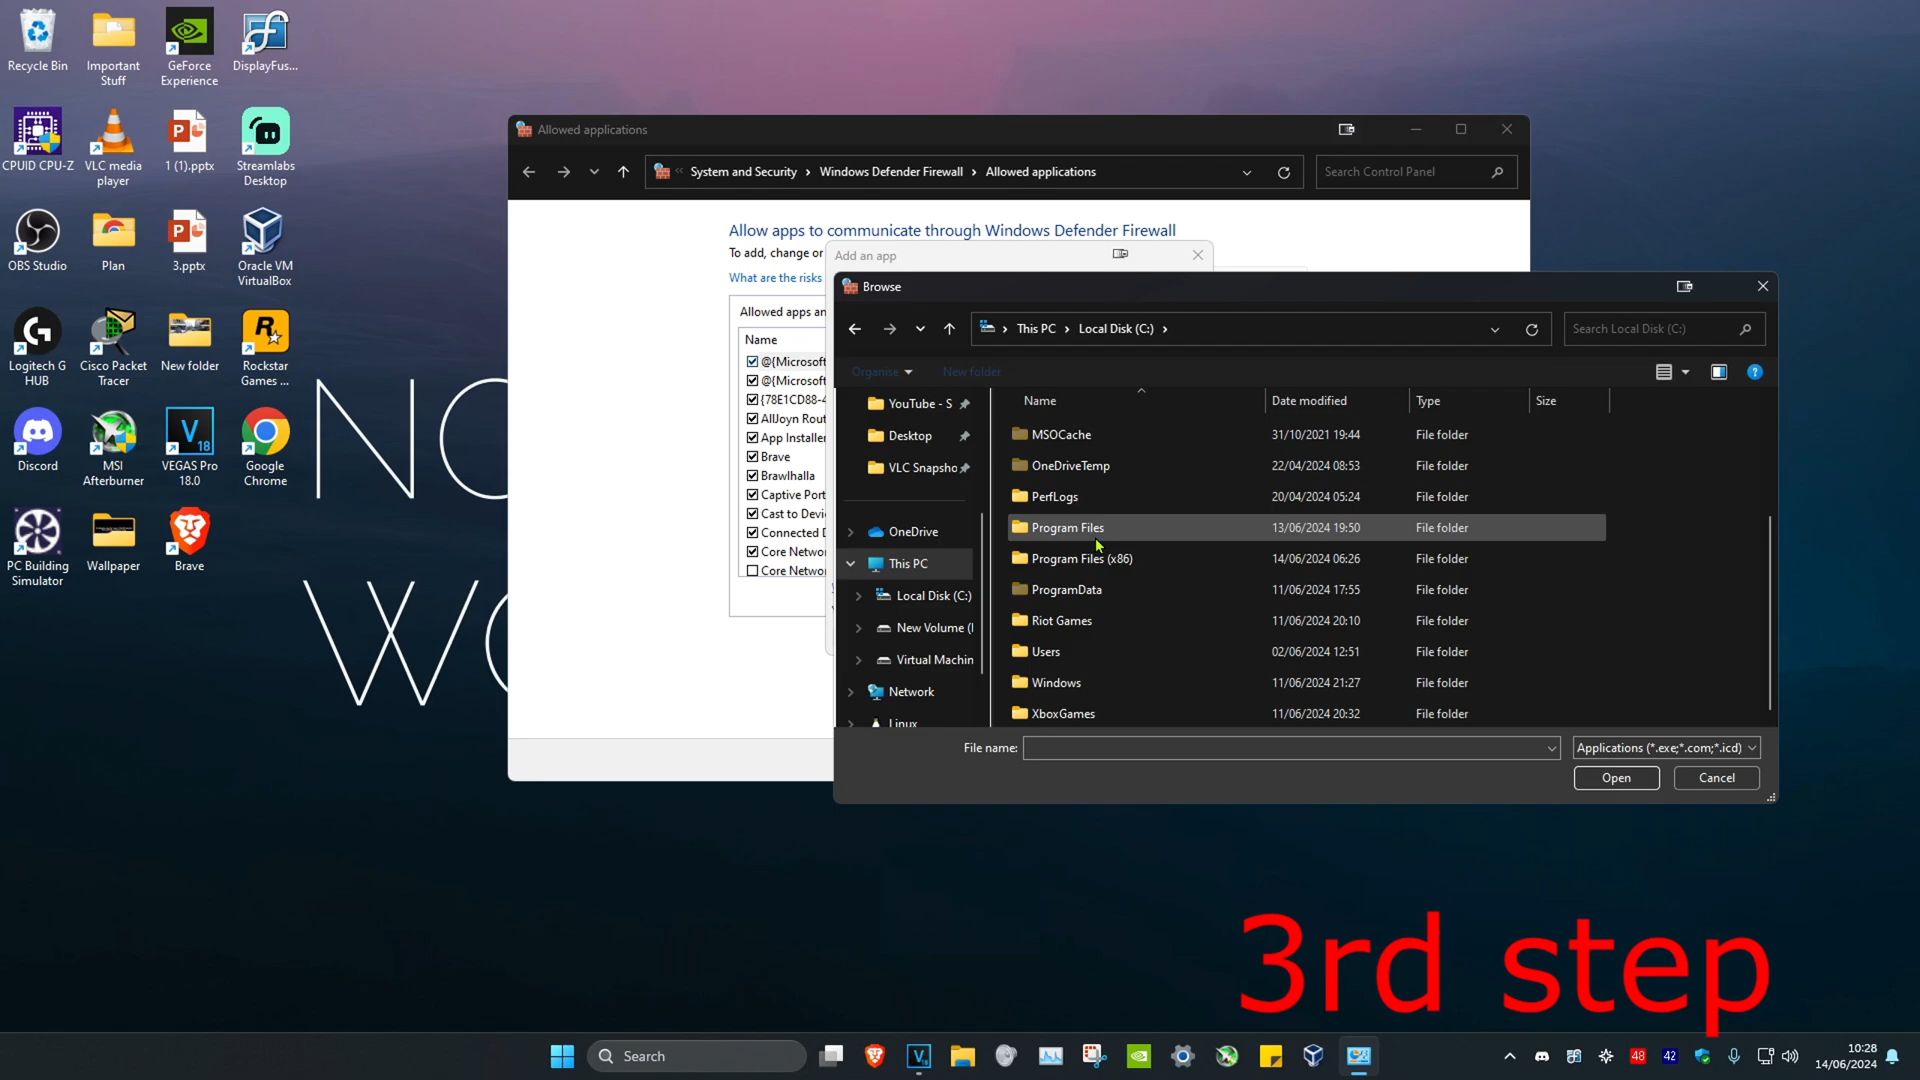 Recycle Bin
Important
Stuff
GeForce
Experience
DisplayFus...
CPUID CPU-Z
VLC media
player
1 (1).pptx
Streamlabs
Desktop
OBS Studio
Plan
3.pptx
Oracle VM
VirtualBox
Logitech G
HUB
Cisco Packet
Tracer
New folder
Rockstar
Games ...
Discord
MSI
Afterburner
VEGAS Pro
18.0
Google
Chrome
PC Building
Simulator
Wallpaper
Brave
NO
WO
Allowed applications
System and Security > Windows Defender Firewall > Allowed applications
Search Control Panel
Allow apps to communicate through Windows Defender Firewall
To add, change or
What are the risks
Allowed apps an
Name
@{Microsoft
@{Microsoft
{78E1CD88-4
AllJoyn Rout
App Installer
Brave
Brawlhalla
Captive Port
Cast to Devi
Connected D
Core Netwo
Core Netwo
Add an app
Browse
This PC > Local Disk (C:) >
Search Local Disk (C:)
Organise
New folder
YouTube - S
Desktop
VLC Snapsho
OneDrive
This PC
Local Disk (C:)
New Volume (
Virtual Machin
Network
Linux
Name Date modified Type Size
MSOCache 31/10/2021 19:44 File folder
OneDriveTemp 22/04/2024 08:53 File folder
PerfLogs 20/04/2024 05:24 File folder
Program Files 13/06/2024 19:50 File folder
Program Files (x86) 14/06/2024 06:26 File folder
ProgramData 11/06/2024 17:55 File folder
Riot Games 11/06/2024 20:10 File folder
Users 02/06/2024 12:51 File folder
Windows 11/06/2024 21:27 File folder
XboxGames 11/06/2024 20:32 File folder
File name:
Applications (*.exe;*.com;*.icd)
Open
Cancel
3rd step
Search
48
42
10:28
14/06/2024